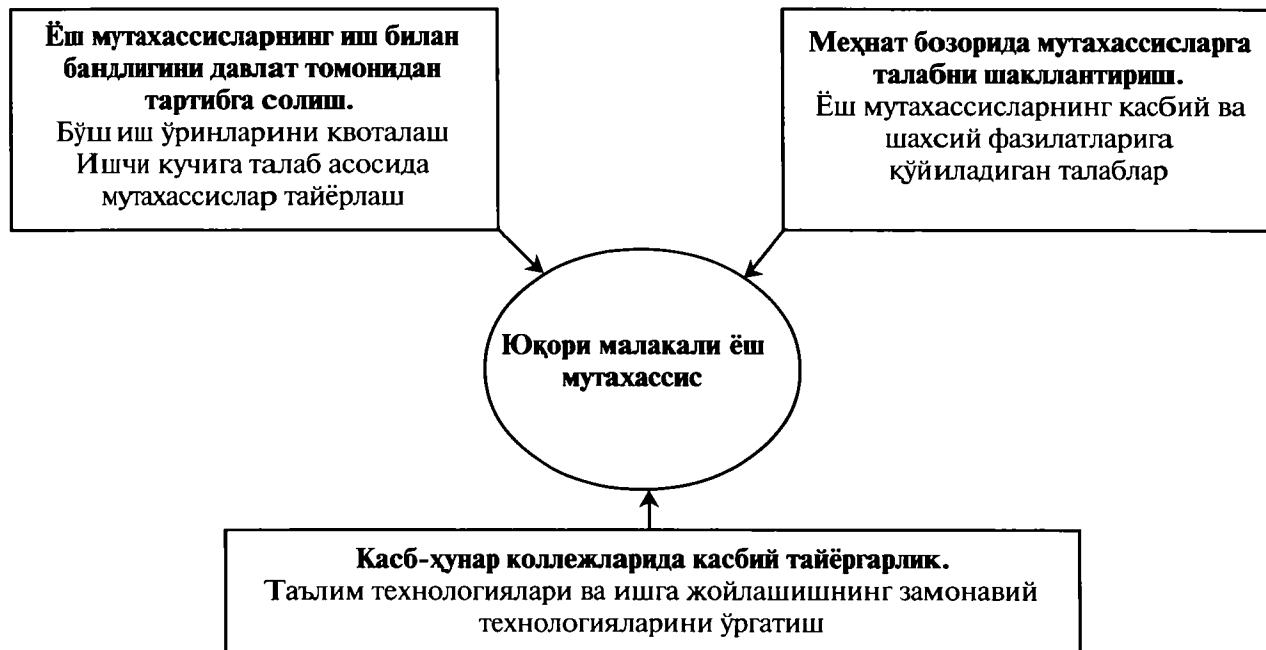 Ёш мутахассисларнинг иш билан
бандлигини давлат томонидан
тартибга солиш.
Бўш иш ўринларини квоталаш
Ишчи кучига талаб асосида
мутахассислар тайёрлаш
Меҳнат бозорида мутахассисларга
талабни шакллантириш.
Ёш мутахассисларнинг касбий ва
шахсий фазилатларига
қўйиладиган талаблар
Юқори малакали ёш
мутахассис
Касб-ҳунар коллежларида касбий тайёргарлик.
Таълим технологиялари ва ишга жойлашишнинг замонавий
технологияларини ўргатиш